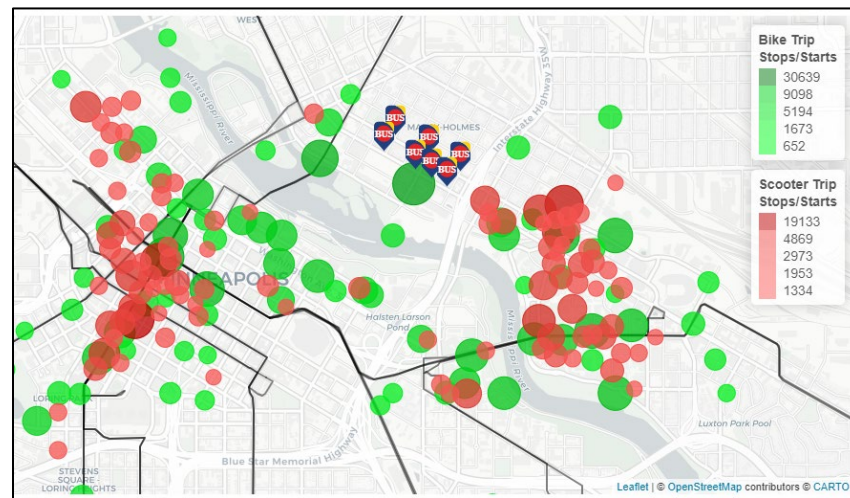 WEST
Mississippi River
Interstate Highway 35W
BUS
BUS
BUS
BUS
BUS
BUS
BUS
Bike Trip
Stops/Starts
30639
9098
5194
1673
652
Scooter Trip
Stops/Starts
19133
4869
2973
1953
1334
Halsten Larson
Pond
Mississippi River
Luxton Park Pool
Blue Star Memorial Highway
STEVENS
SQUARE -
LORING HEIGHTS
Leaflet | © OpenStreetMap contributors © CARTO